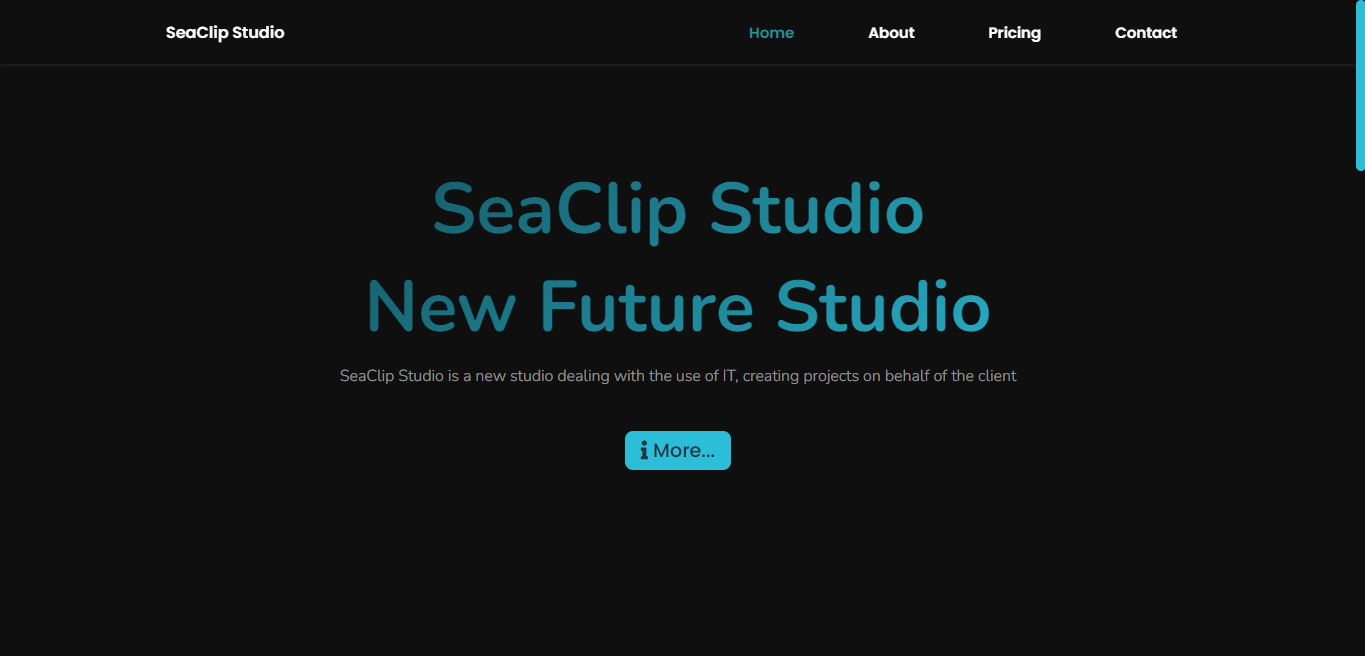 SeaClip Studio
Home About Pricing Contact
SeaClip Studio
New Future Studio
SeaClip Studio is a new studio dealing with the use of IT, creating projects on behalf of the client
More...